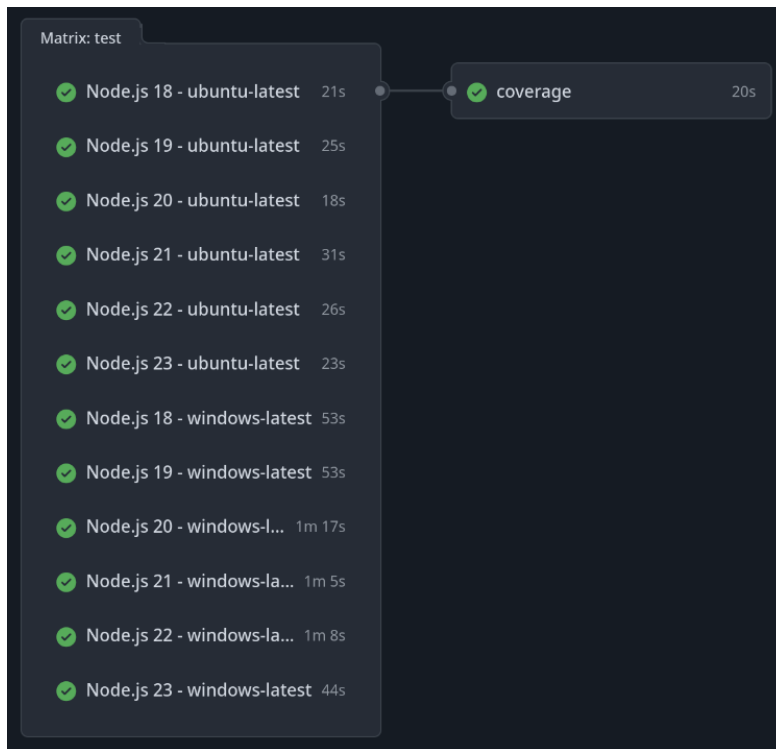 Matrix: test
Node.js 18 - ubuntu-latest 21s
coverage 20s
Node.js 19 - ubuntu-latest 25s
Node.js 20 - ubuntu-latest 18s
Node.js 21 - ubuntu-latest 31s
Node.js 22 - ubuntu-latest 26s
Node.js 23 - ubuntu-latest 23s
Node.js 18 - windows-latest 53s
Node.js 19 - windows-latest 53s
Node.js 20 - windows-l... 1m 17s
Node.js 21 - windows-la... 1m 5s
Node.js 22 - windows-la... 1m 8s
Node.js 23 - windows-latest 44s